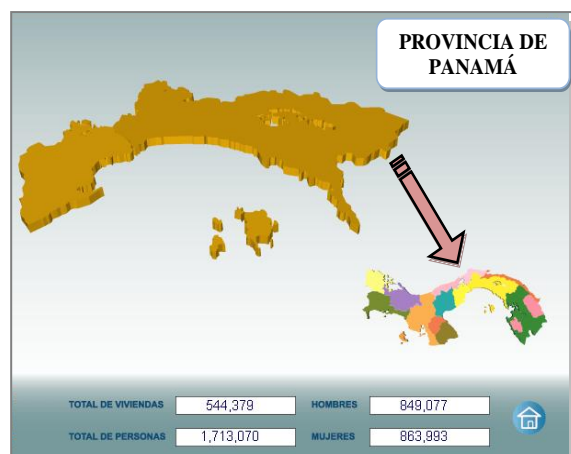 PROVINCIA DE
PANAMÁ
TOTAL DE VIVIENDAS 544,379 HOMBRES 849,077
TOTAL DE PERSONAS 1,713,070 MUJERES 863,993